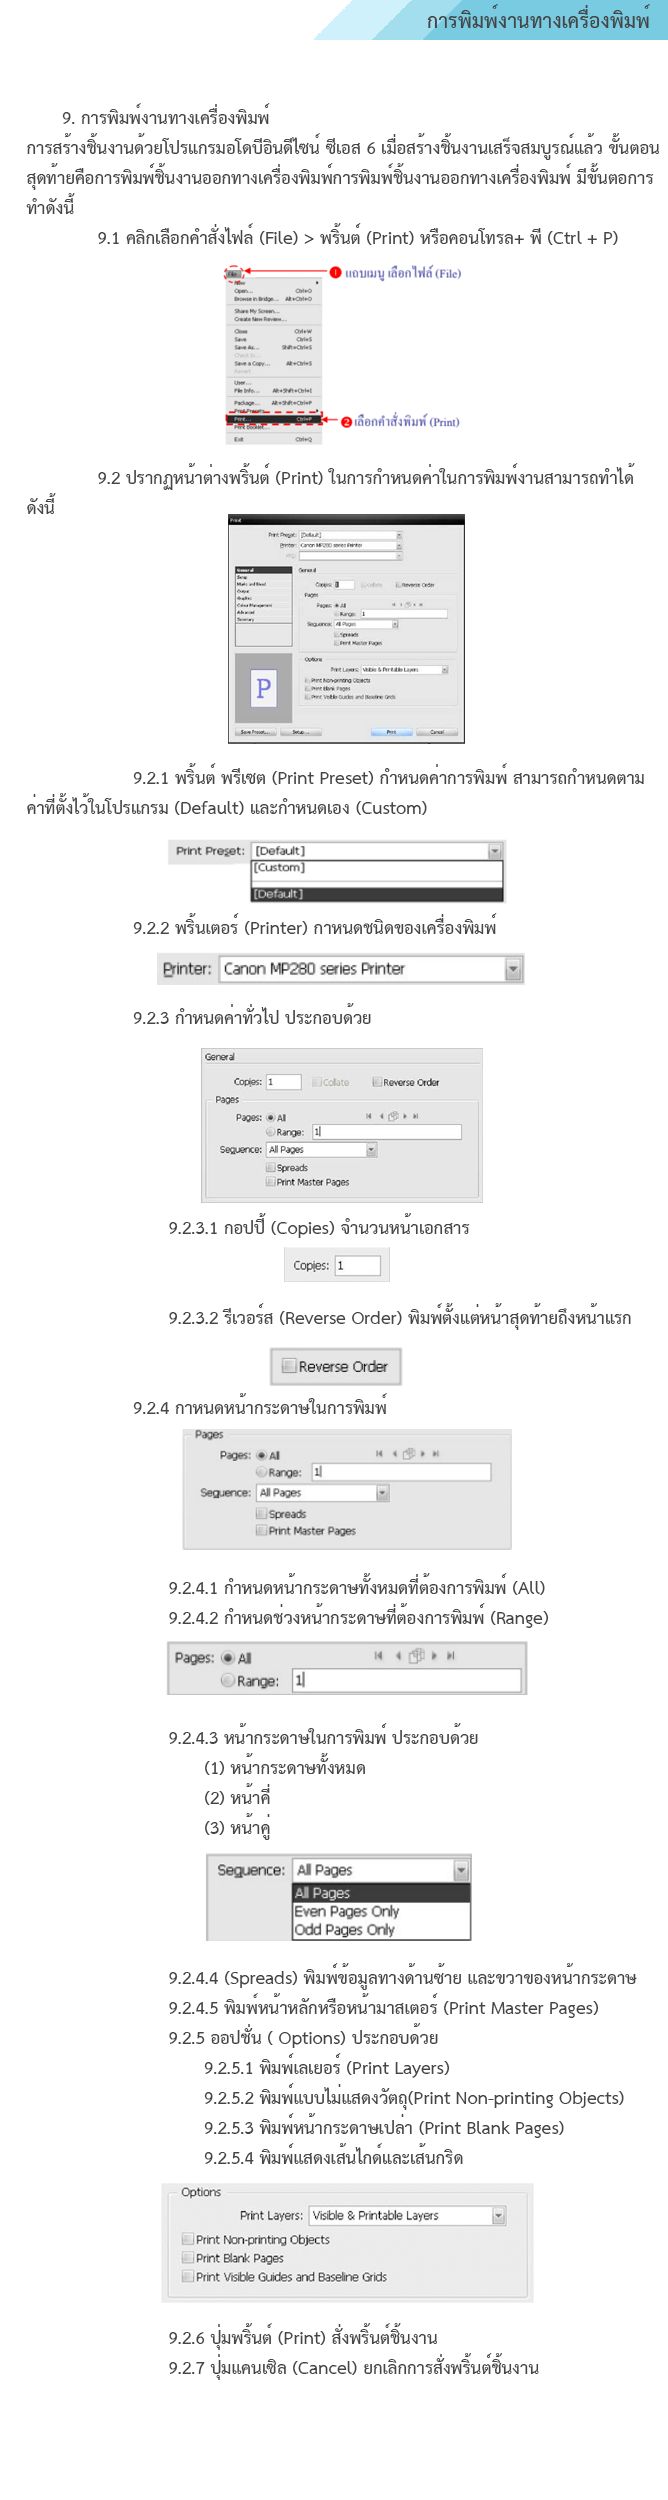 การพิมพ์งานทางเครื่องพิมพ์
9. การพิมพ์งานทางเครื่องพิมพ์
การสร้างชิ้นงานด้วยโปรแกรมอโดบีอินดีไซน์ ซีเอส 6 เมื่อสร้างชิ้นงานเสร็จสมบูรณ์แล้ว ขั้นตอน
สุดท้ายคือการพิมพ์ชิ้นงานออกทางเครื่องพิมพ์การพิมพ์ชิ้นงานออกทางเครื่องพิมพ์ มีขั้นตอการ
ทำดังนี้
9.1 คลิกเลือกคำสั่งไฟล์ (File) > พริ้นต์ (Print) หรือคอนโทรล+ พี (Ctrl + P)
File
1 แถบเมนู เลือกไฟล์ (File)
New
Open... Ctrl+O
Browse in Bridge... Alt+Ctrl+O
Share My Screen...
Create New Review...
Close Ctrl+W
Save Ctrl+S
Save As... Shift+Ctrl+S
Check In...
Save a Copy... Alt+Ctrl+S
Revert
User...
File Info... Alt+Shift+Ctrl+I
Package... Alt+Shift+Ctrl+P
Print Presets
Print... Ctrl+P
2 เลือกคำสั่งพิมพ์ (Print)
Print Booklet...
Exit Ctrl+Q
9.2 ปรากฏหน้าต่างพริ้นต์ (Print) ในการกำหนดค่าในการพิมพ์งานสามารถทำได้
ดังนี้
Print
Print Preset: [Default]
Printer: Canon MP280 series Printer
PPD:
General
Setup
Marks and Bleed
Output
Graphics
Colour Management
Advanced
Summary
General
Copies: 1 Collate Reverse Order
Pages
Pages: All
Range: 1
Sequence: All Pages
Spreads
Print Master Pages
Options
Print Layers: Visible & Printable Layers
Print Non-printing Objects
Print Blank Pages
Print Visible Guides and Baseline Grids
P
Save Preset... Setup... Print Cancel
9.2.1 พริ้นต์ พรีเซต (Print Preset) กำหนดค่าการพิมพ์ สามารถกำหนดตาม
ค่าที่ตั้งไว้ในโปรแกรม (Default) และกำหนดเอง (Custom)
Print Preset: [Default]
[Custom]
[Default]
9.2.2 พริ้นเตอร์ (Printer) กาหนดชนิดของเครื่องพิมพ์
Printer: Canon MP280 series Printer
9.2.3 กำหนดค่าทั่วไป ประกอบด้วย
General
Copies: 1 Collate Reverse Order
Pages
Pages: All
Range: 1
Sequence: All Pages
Spreads
Print Master Pages
9.2.3.1 กอปปี้ (Copies) จำนวนหน้าเอกสาร
Copies: 1
9.2.3.2 รีเวอร์ส (Reverse Order) พิมพ์ตั้งแต่หน้าสุดท้ายถึงหน้าแรก
Reverse Order
9.2.4 กาหนดหน้ากระดาษในการพิมพ์
Pages
Pages: All
Range: 1
Sequence: All Pages
Spreads
Print Master Pages
9.2.4.1 กำหนดหน้ากระดาษทั้งหมดที่ต้องการพิมพ์ (All)
9.2.4.2 กำหนดช่วงหน้ากระดาษที่ต้องการพิมพ์ (Range)
Pages: All
Range: 1
9.2.4.3 หน้ากระดาษในการพิมพ์ ประกอบด้วย
(1) หน้ากระดาษทั้งหมด
(2) หน้าคี่
(3) หน้าคู่
Sequence: All Pages
All Pages
Even Pages Only
Odd Pages Only
9.2.4.4 (Spreads) พิมพ์ข้อมูลทางด้านซ้าย และขวาของหน้ากระดาษ
9.2.4.5 พิมพ์หน้าหลักหรือหน้ามาสเตอร์ (Print Master Pages)
9.2.5 ออปชั่น ( Options) ประกอบด้วย
9.2.5.1 พิมพ์เลเยอร์ (Print Layers)
9.2.5.2 พิมพ์แบบไม่แสดงวัตถุ(Print Non-printing Objects)
9.2.5.3 พิมพ์หน้ากระดาษเปล่า (Print Blank Pages)
9.2.5.4 พิมพ์แสดงเส้นไกด์และเส้นกริด
Options
Print Layers: Visible & Printable Layers
Print Non-printing Objects
Print Blank Pages
Print Visible Guides and Baseline Grids
9.2.6 ปุ่มพริ้นต์ (Print) สั่งพริ้นต์ชิ้นงาน
9.2.7 ปุ่มแคนเซิล (Cancel) ยกเลิกการสั่งพริ้นต์ชิ้นงาน